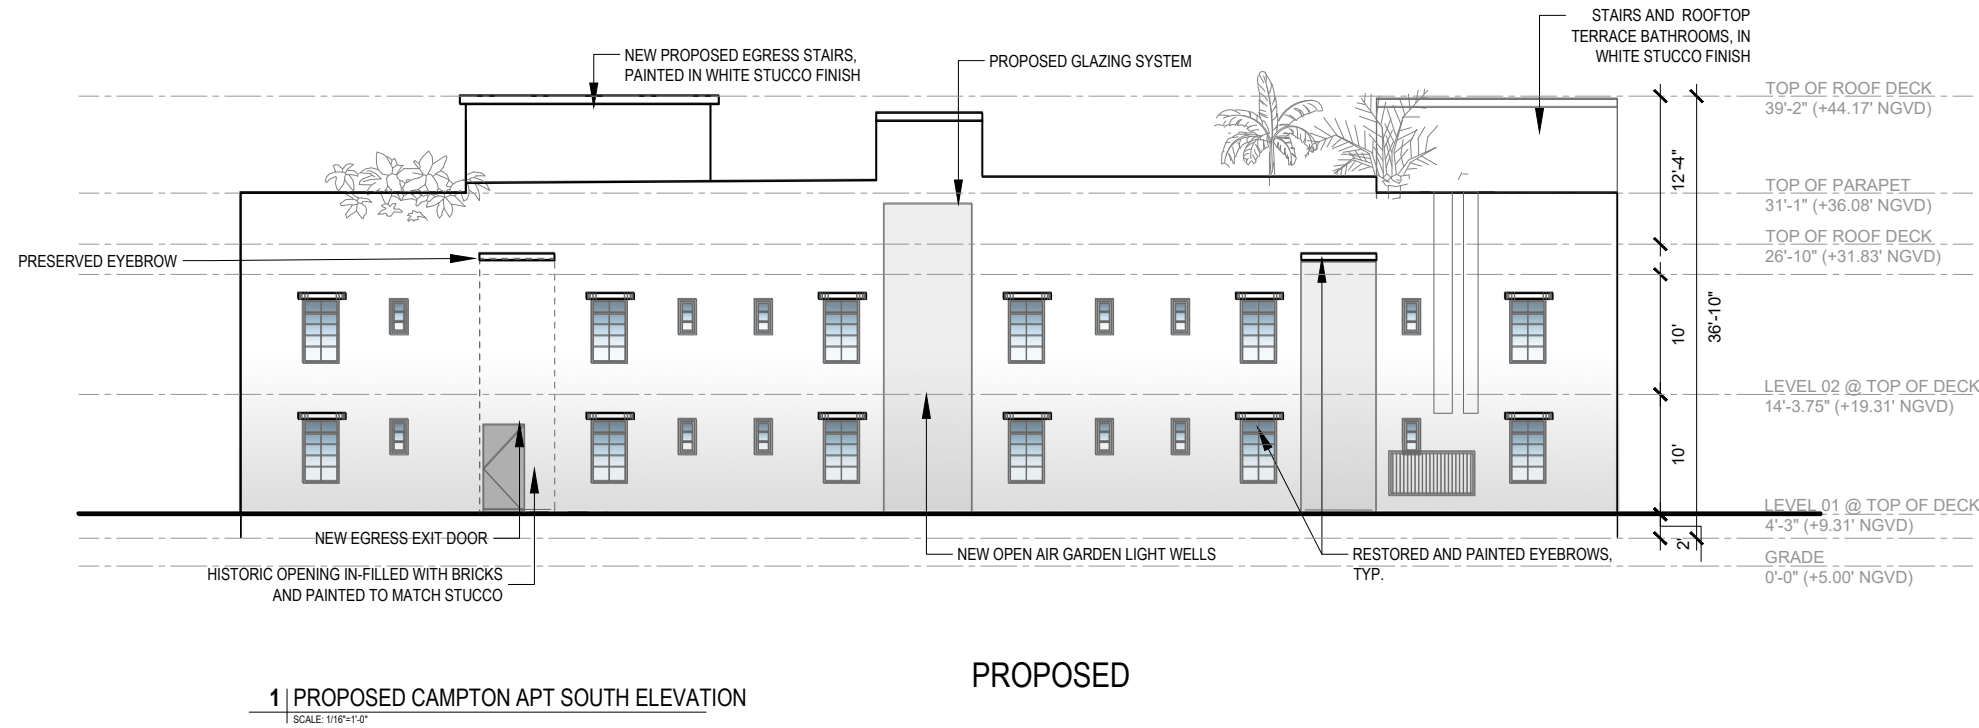 STAIRS AND ROOFTOP
TERRACE BATHROOMS, IN
WHITE STUCCO FINISH
NEW PROPOSED EGRESS STAIRS,
PAINTED IN WHITE STUCCO FINISH
PROPOSED GLAZING SYSTEM
TOP OF ROOF DECK
39'-2" (+44.17' NGVD)
12'-4"
TOP OF PARAPET
31'-1" (+36.08' NGVD)
TOP OF ROOF DECK
26'-10" (+31.83' NGVD)
PRESERVED EYEBROW
10'
36'-10"
LEVEL 02 @ TOP OF DECK
14'-3.75" (+19.31' NGVD)
10'
LEVEL 01 @ TOP OF DECK
4'-3" (+9.31' NGVD)
2'
NEW EGRESS EXIT DOOR
NEW OPEN AIR GARDEN LIGHT WELLS
RESTORED AND PAINTED EYEBROWS,
TYP.
GRADE
0'-0" (+5.00' NGVD)
HISTORIC OPENING IN-FILLED WITH BRICKS
AND PAINTED TO MATCH STUCCO
PROPOSED
1 PROPOSED CAMPTON APT SOUTH ELEVATION
SCALE: 1/16"=1'-0"